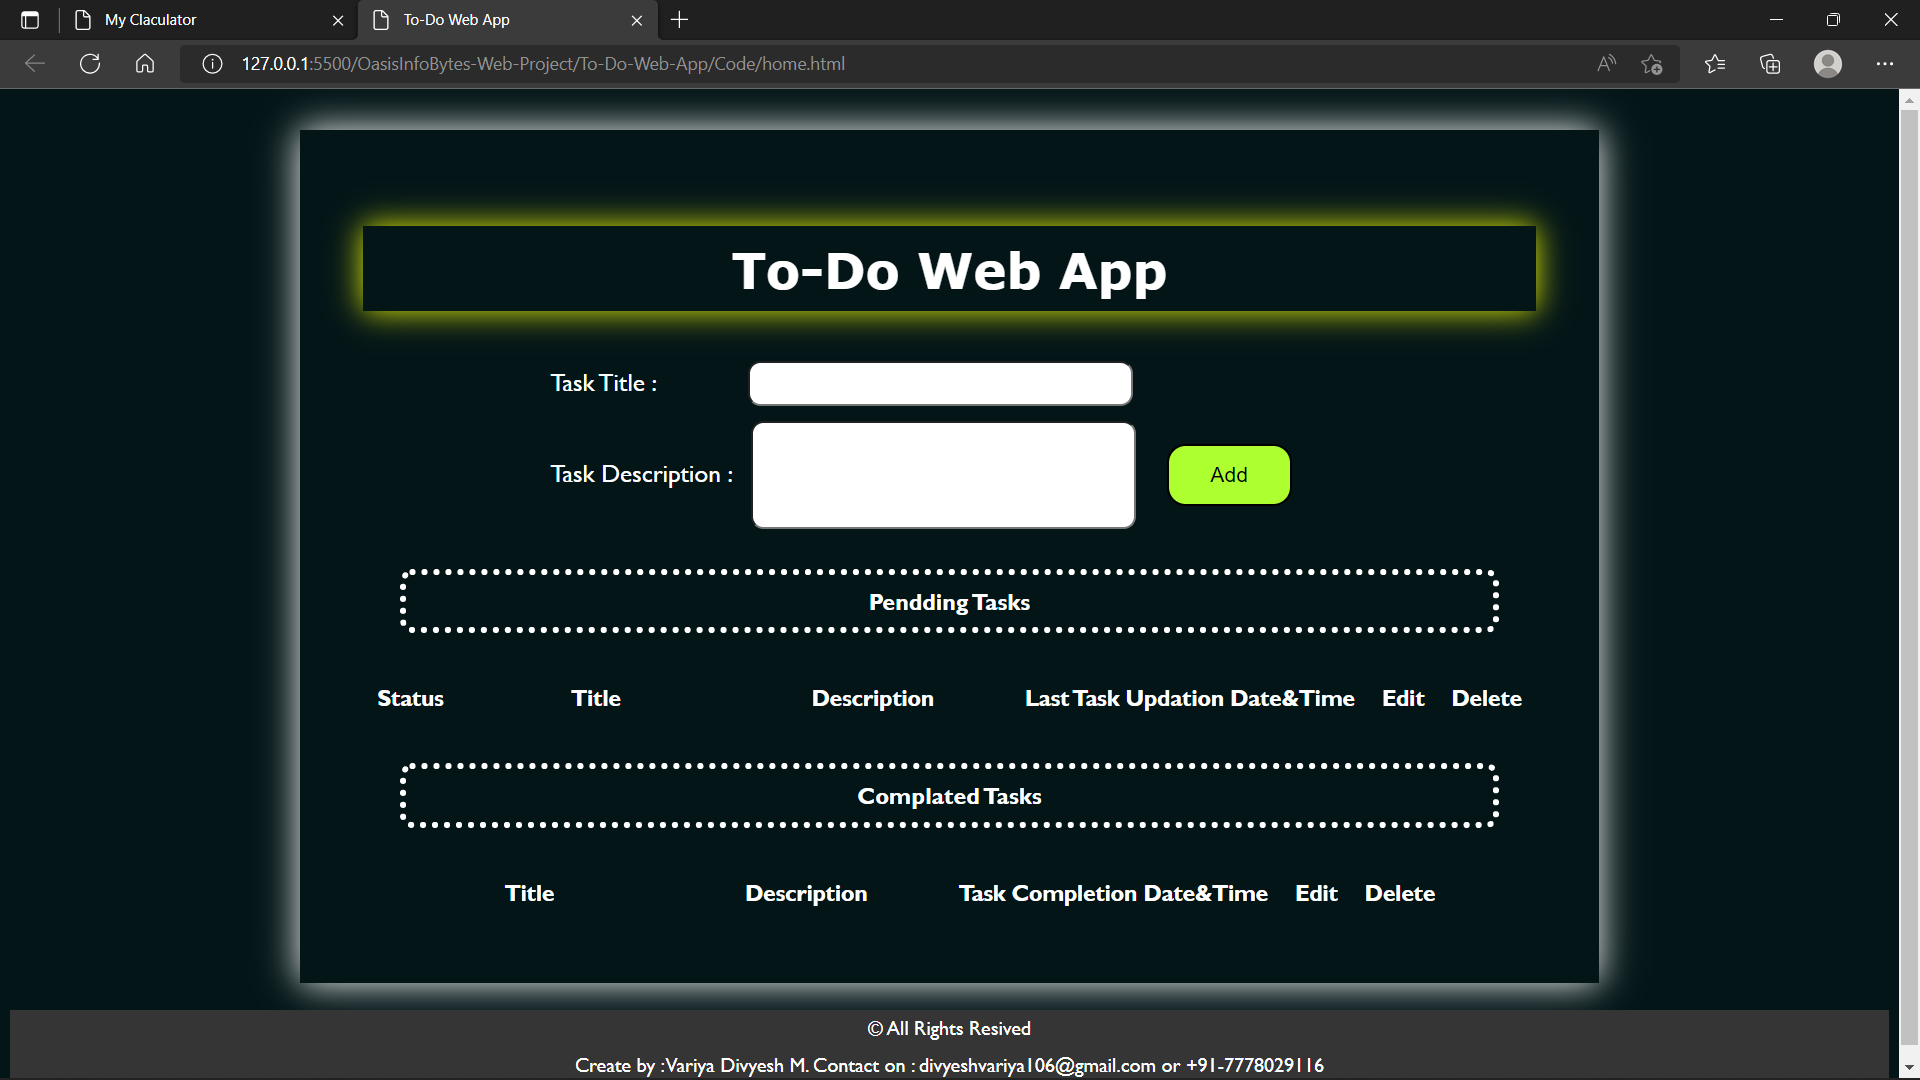 My Claculator
To-Do Web App
127.0.0.1:5500/OasisInfoBytes-Web-Project/To-Do-Web-App/Code/home.html
To-Do Web App
Task Title :
Task Description :
Add
Pendding Tasks
Status Title Description Last Task Updation Date&Time Edit Delete
Complated Tasks
Title Description Task Completion Date&Time Edit Delete
© All Rights Resived
Create by :Variya Divyesh M. Contact on : divyeshvariya106@gmail.com or +91-7778029116